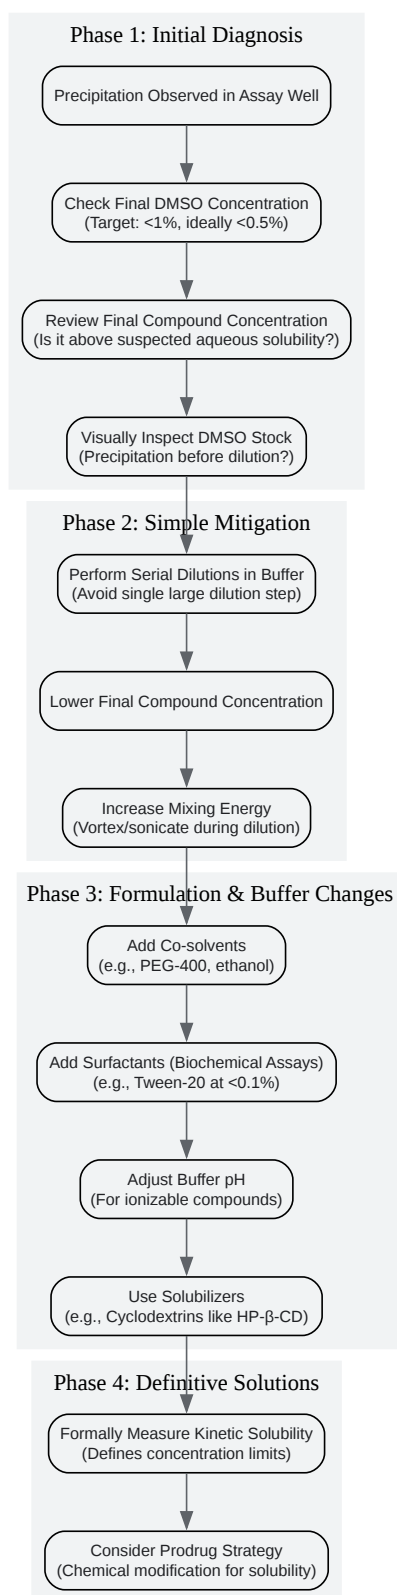 Phase 1: Initial Diagnosis
Precipitation Observed in Assay Well
Check Final DMSO Concentration
(Target: <1%, ideally <0.5%)
Review Final Compound Concentration
(Is it above suspected aqueous solubility?)
Visually Inspect DMSO Stock
(Precipitation before dilution?)
Phase 2: Simple Mitigation
Perform Serial Dilutions in Buffer
(Avoid single large dilution step)
Lower Final Compound Concentration
Increase Mixing Energy
(Vortex/sonicate during dilution)
Phase 3: Formulation & Buffer Changes
Add Co-solvents
(e.g., PEG-400, ethanol)
Add Surfactants (Biochemical Assays)
(e.g., Tween-20 at <0.1%)
Adjust Buffer pH
(For ionizable compounds)
Use Solubilizers
(e.g., Cyclodextrins like HP-β-CD)
Phase 4: Definitive Solutions
Formally Measure Kinetic Solubility
(Defines concentration limits)
Consider Prodrug Strategy
(Chemical modification for solubility)